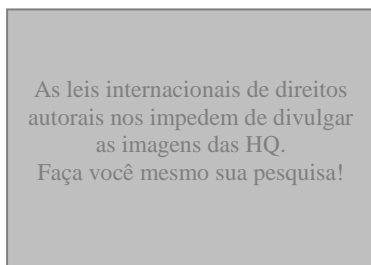 As leis internacionais de direitos
autorais nos impedem de divulgar
as imagens das HQ.
Faça você mesmo sua pesquisa!